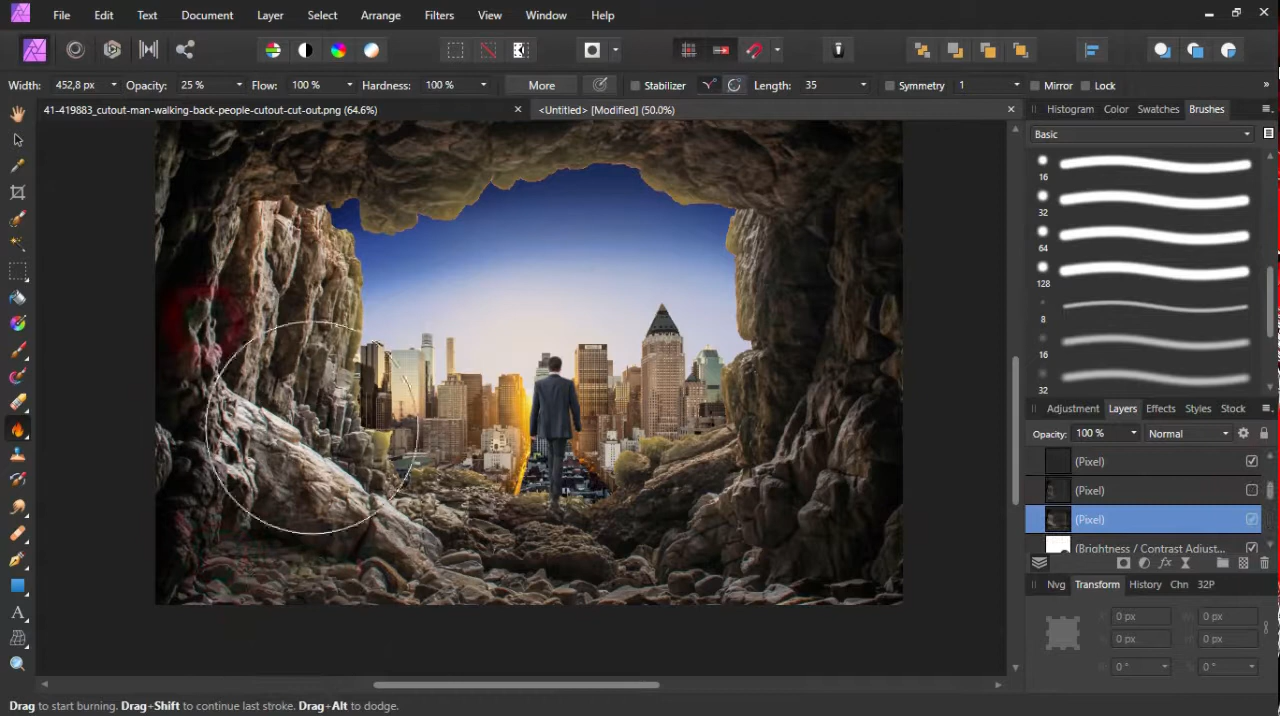 File Edit Text Document Layer Select Arrange Filters View Window Help
Width: 452,8 px Opacity: 25 % Flow: 100 % Hardness: 100 % More Stabilizer Length: 35 Symmetry 1 Mirror Lock »
41-419883_cutout-man-walking-back-people-cutout-cut-out.png (64.6%) × <Untitled> [Modified] (50.0%) ×
Histogram Color Swatches Brushes
Basic
16
32
64
128
8
16
32
Adjustment Layers Effects Styles Stock
Opacity: 100 % Normal
(Pixel)
(Pixel)
(Pixel)
(Brightness / Contrast Adjust...
Nvg Transform History Chn 32P
X: 0 px W: 0 px
Y: 0 px H: 0 px
R: 0 ° S: 0 °
Drag to start burning. Drag+Shift to continue last stroke. Drag+Alt to dodge.